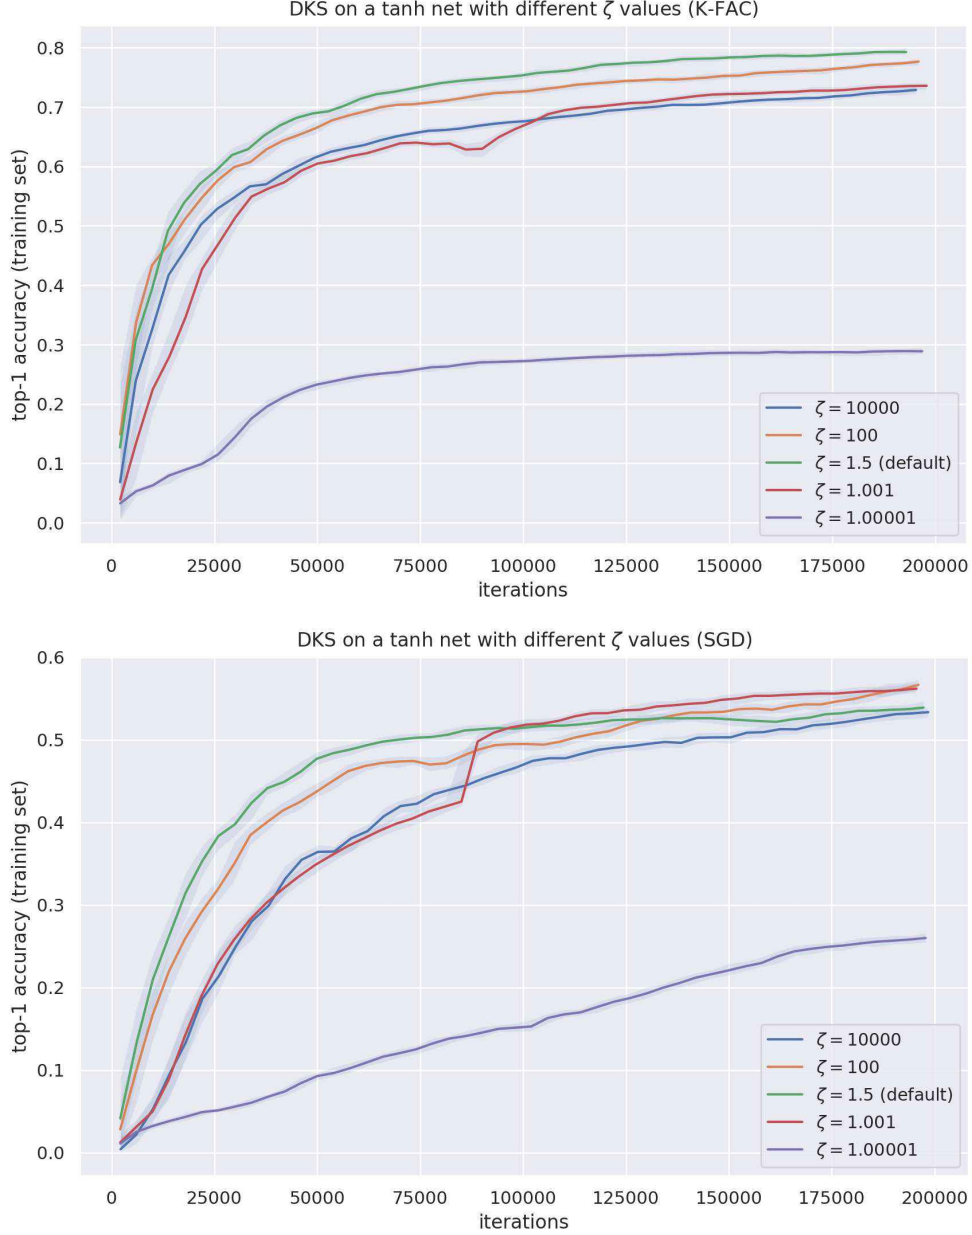 DKS on a tanh net with different ζ values (K-FAC)
top-1 accuracy (training set)
0.8
0.7
0.6
0.5
0.4
0.3
0.2
0.1
0.0
ζ = 10000
ζ = 100
ζ = 1.5 (default)
ζ = 1.001
ζ = 1.00001
0 25000 50000 75000 100000 125000 150000 175000 200000
iterations
DKS on a tanh net with different ζ values (SGD)
top-1 accuracy (training set)
0.6
0.5
0.4
0.3
0.2
0.1
0.0
ζ = 10000
ζ = 100
ζ = 1.5 (default)
ζ = 1.001
ζ = 1.00001
0 25000 50000 75000 100000 125000 150000 175000 200000
iterations